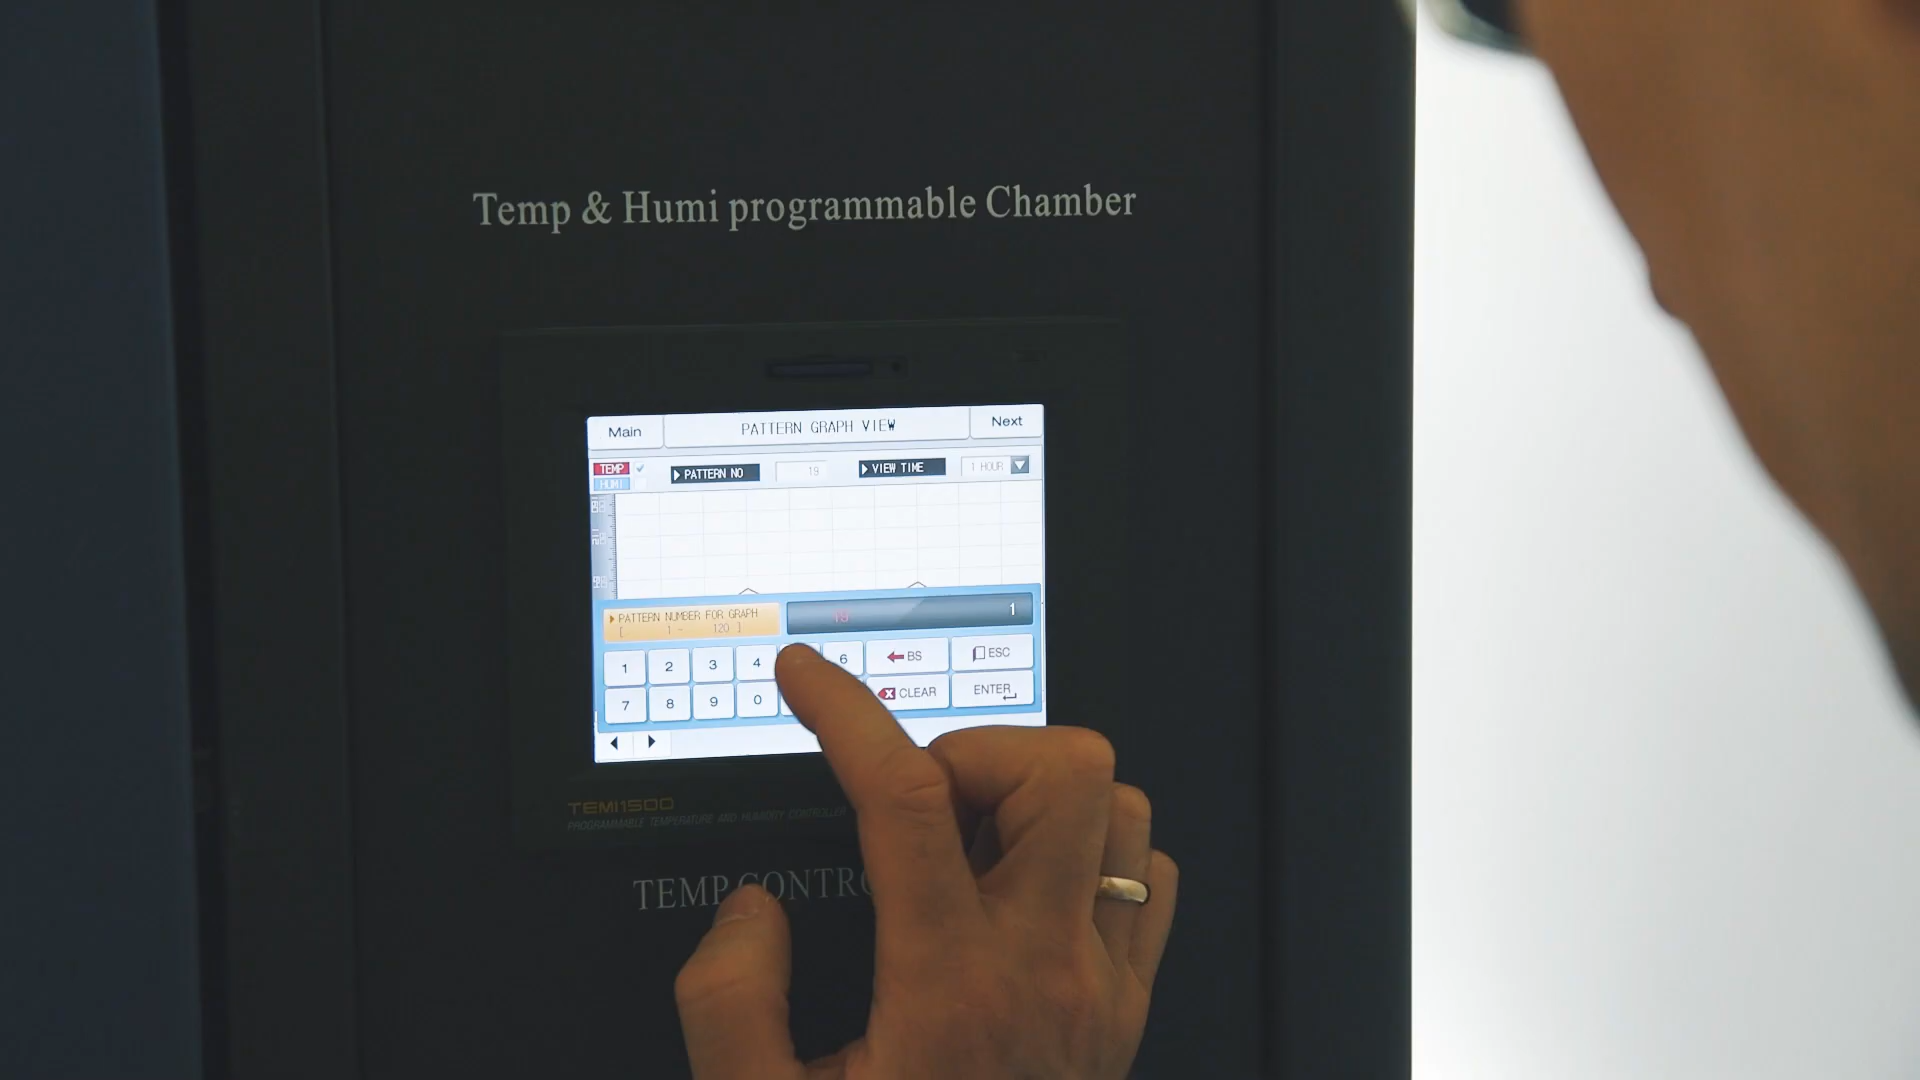 Temp & Humi programmable Chamber
Main PATTERN GRAPH VIEW Next
TEMP PATTERN NO 19 VIEW TIME 1 HOUR
HUMI
PATTERN NUMBER FOR GRAPH 19 1
[ 1 - 120 ]
1 2 3 4 6 BS ESC
7 8 9 0 CLEAR ENTER
TEMI1500
PROGRAMMABLE TEMPERATURE AND HUMIDITY CONTROLLER
TEMP CONTRO